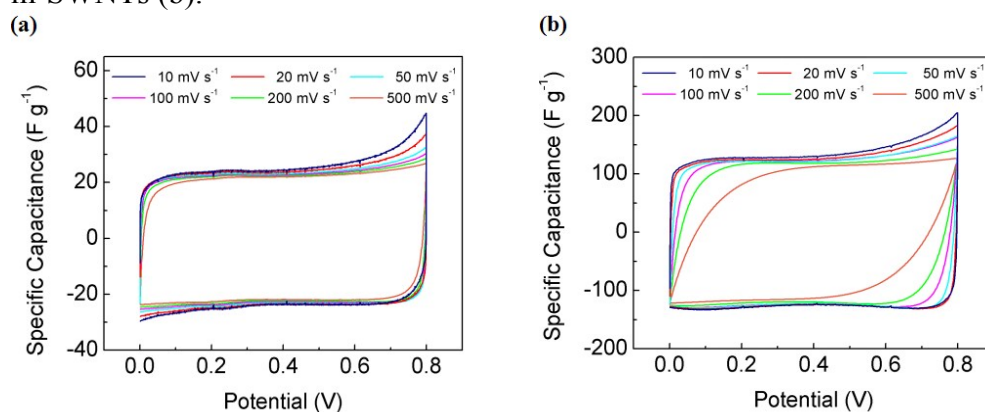 in SWNTs (b).
(a)
(b)
60
40
20
0
-20
-40
0.0 0.2 0.4 0.6 0.8
Specific Capacitance (F g⁻¹)
Potential (V)
10 mV s⁻¹ 20 mV s⁻¹ 50 mV s⁻¹
100 mV s⁻¹ 200 mV s⁻¹ 500 mV s⁻¹
300
200
100
0
-100
-200
0.0 0.2 0.4 0.6 0.8
Specific Capacitance (F g⁻¹)
Potential (V)
10 mV s⁻¹ 20 mV s⁻¹ 50 mV s⁻¹
100 mV s⁻¹ 200 mV s⁻¹ 500 mV s⁻¹